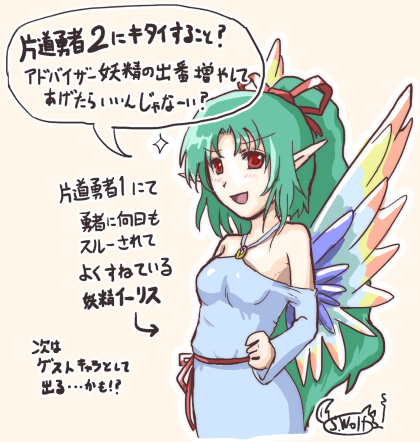 片道勇者2にキタイすること?
アドバイザー妖精の出番増やして
あげたらいいんじゃなーい?
片道勇者1にて
勇者に何日も
スルーされて
よくすねている
妖精イーリス
次は
ゲストキャラとして
出る…かも!?
S.Wolf